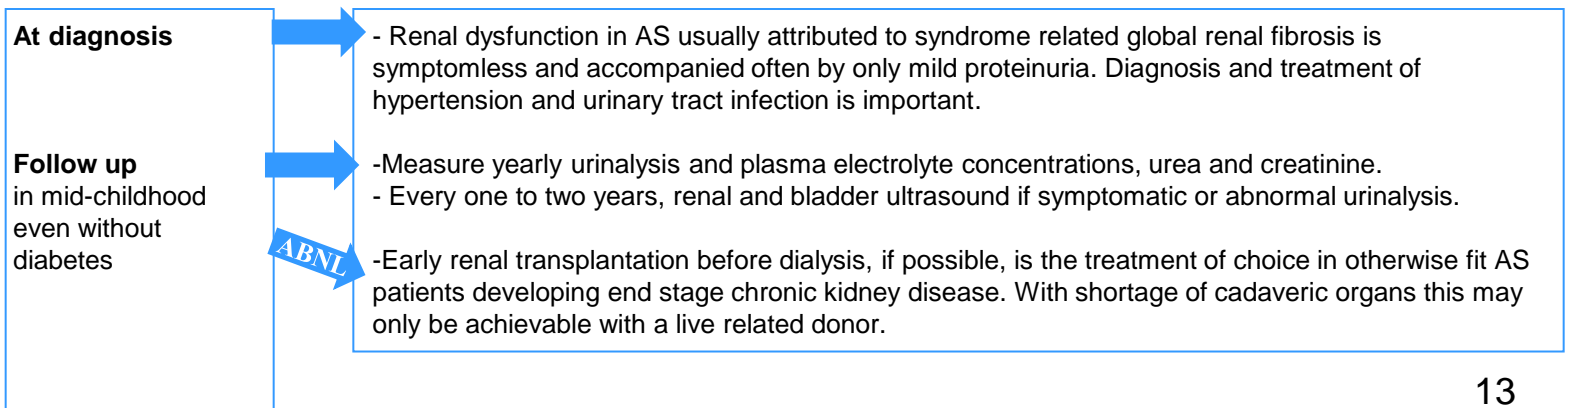 At diagnosis
- Renal dysfunction in AS usually attributed to syndrome related global renal fibrosis is
symptomless and accompanied often by only mild proteinuria. Diagnosis and treatment of
hypertension and urinary tract infection is important.
Follow up
in mid-childhood
even without
diabetes
-Measure yearly urinalysis and plasma electrolyte concentrations, urea and creatinine.
- Every one to two years, renal and bladder ultrasound if symptomatic or abnormal urinalysis.
ABNL
-Early renal transplantation before dialysis, if possible, is the treatment of choice in otherwise fit AS
patients developing end stage chronic kidney disease. With shortage of cadaveric organs this may
only be achievable with a live related donor.
13